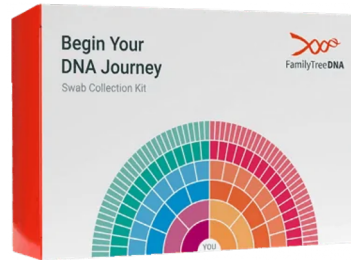 Begin Your
DNA Journey
Swab Collection Kit
FamilyTreeDNA
YOU